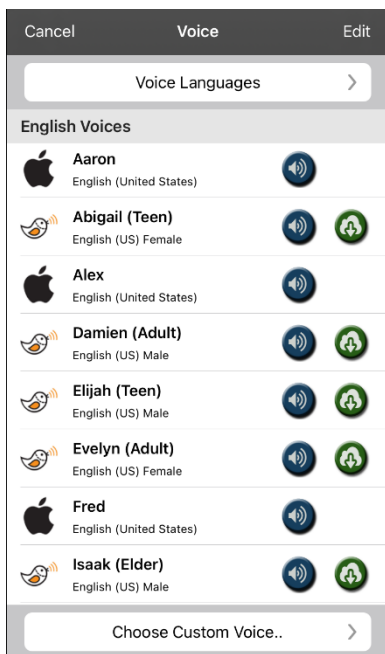 Cancel Voice Edit
Voice Languages
English Voices
Aaron
English (United States)
Abigail (Teen)
English (US) Female
Alex
English (United States)
Damien (Adult)
English (US) Male
Elijah (Teen)
English (US) Male
Evelyn (Adult)
English (US) Female
Fred
English (United States)
Isaak (Elder)
English (US) Male
Choose Custom Voice..